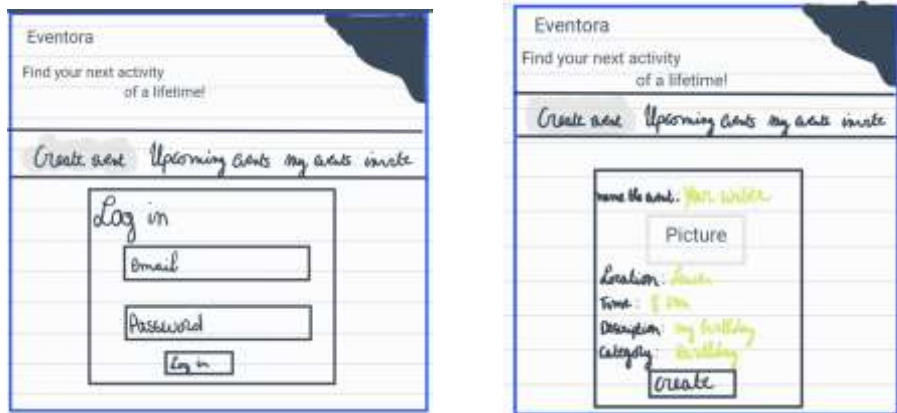 Eventora
Find your next activity
of a lifetime!
Create event Upcoming events my events invite
Log in
Email
Password
Log in
Eventora
Find your next activity
of a lifetime!
Create event Upcoming events my events invite
name the event:
Picture
Location:
Time: 8 pm
Description: my birthday
Category: Birthday
create